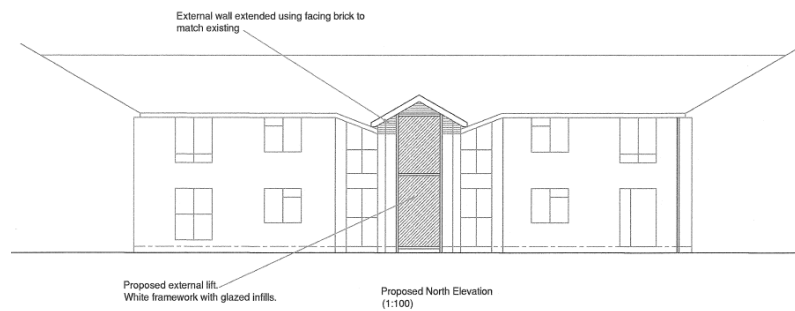 External wall extended using facing brick to
match existing
Proposed external lift.
White framework with glazed infills.
Proposed North Elevation
(1:100)